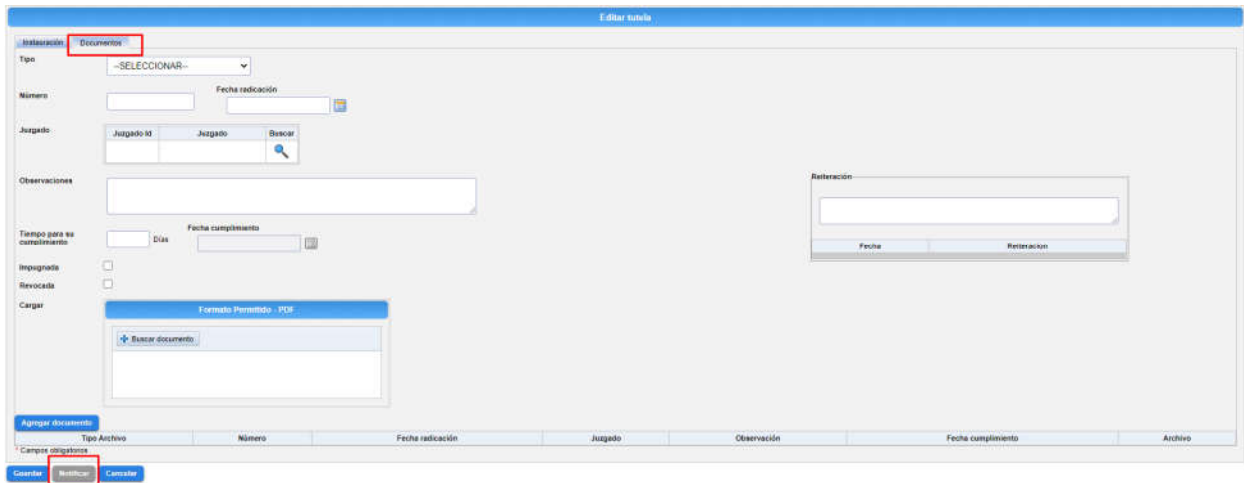 Editar tutela
Instauración Documentos
Tipo --SELECCIONAR--
Número Fecha radicación
Juzgado Juzgado Id Juzgado Buscar
Observaciones Reiteración
Tiempo para su cumplimiento Días Fecha cumplimiento
Fecha Reiteracion
Impugnada
Revocada
Cargar Formato Permitido - PDF
Buscar documento
Agregar documento
Tipo Archivo Número Fecha radicación Juzgado Observación Fecha cumplimiento Archivo
* Campos obligatorios
Guardar Notificar Cancelar